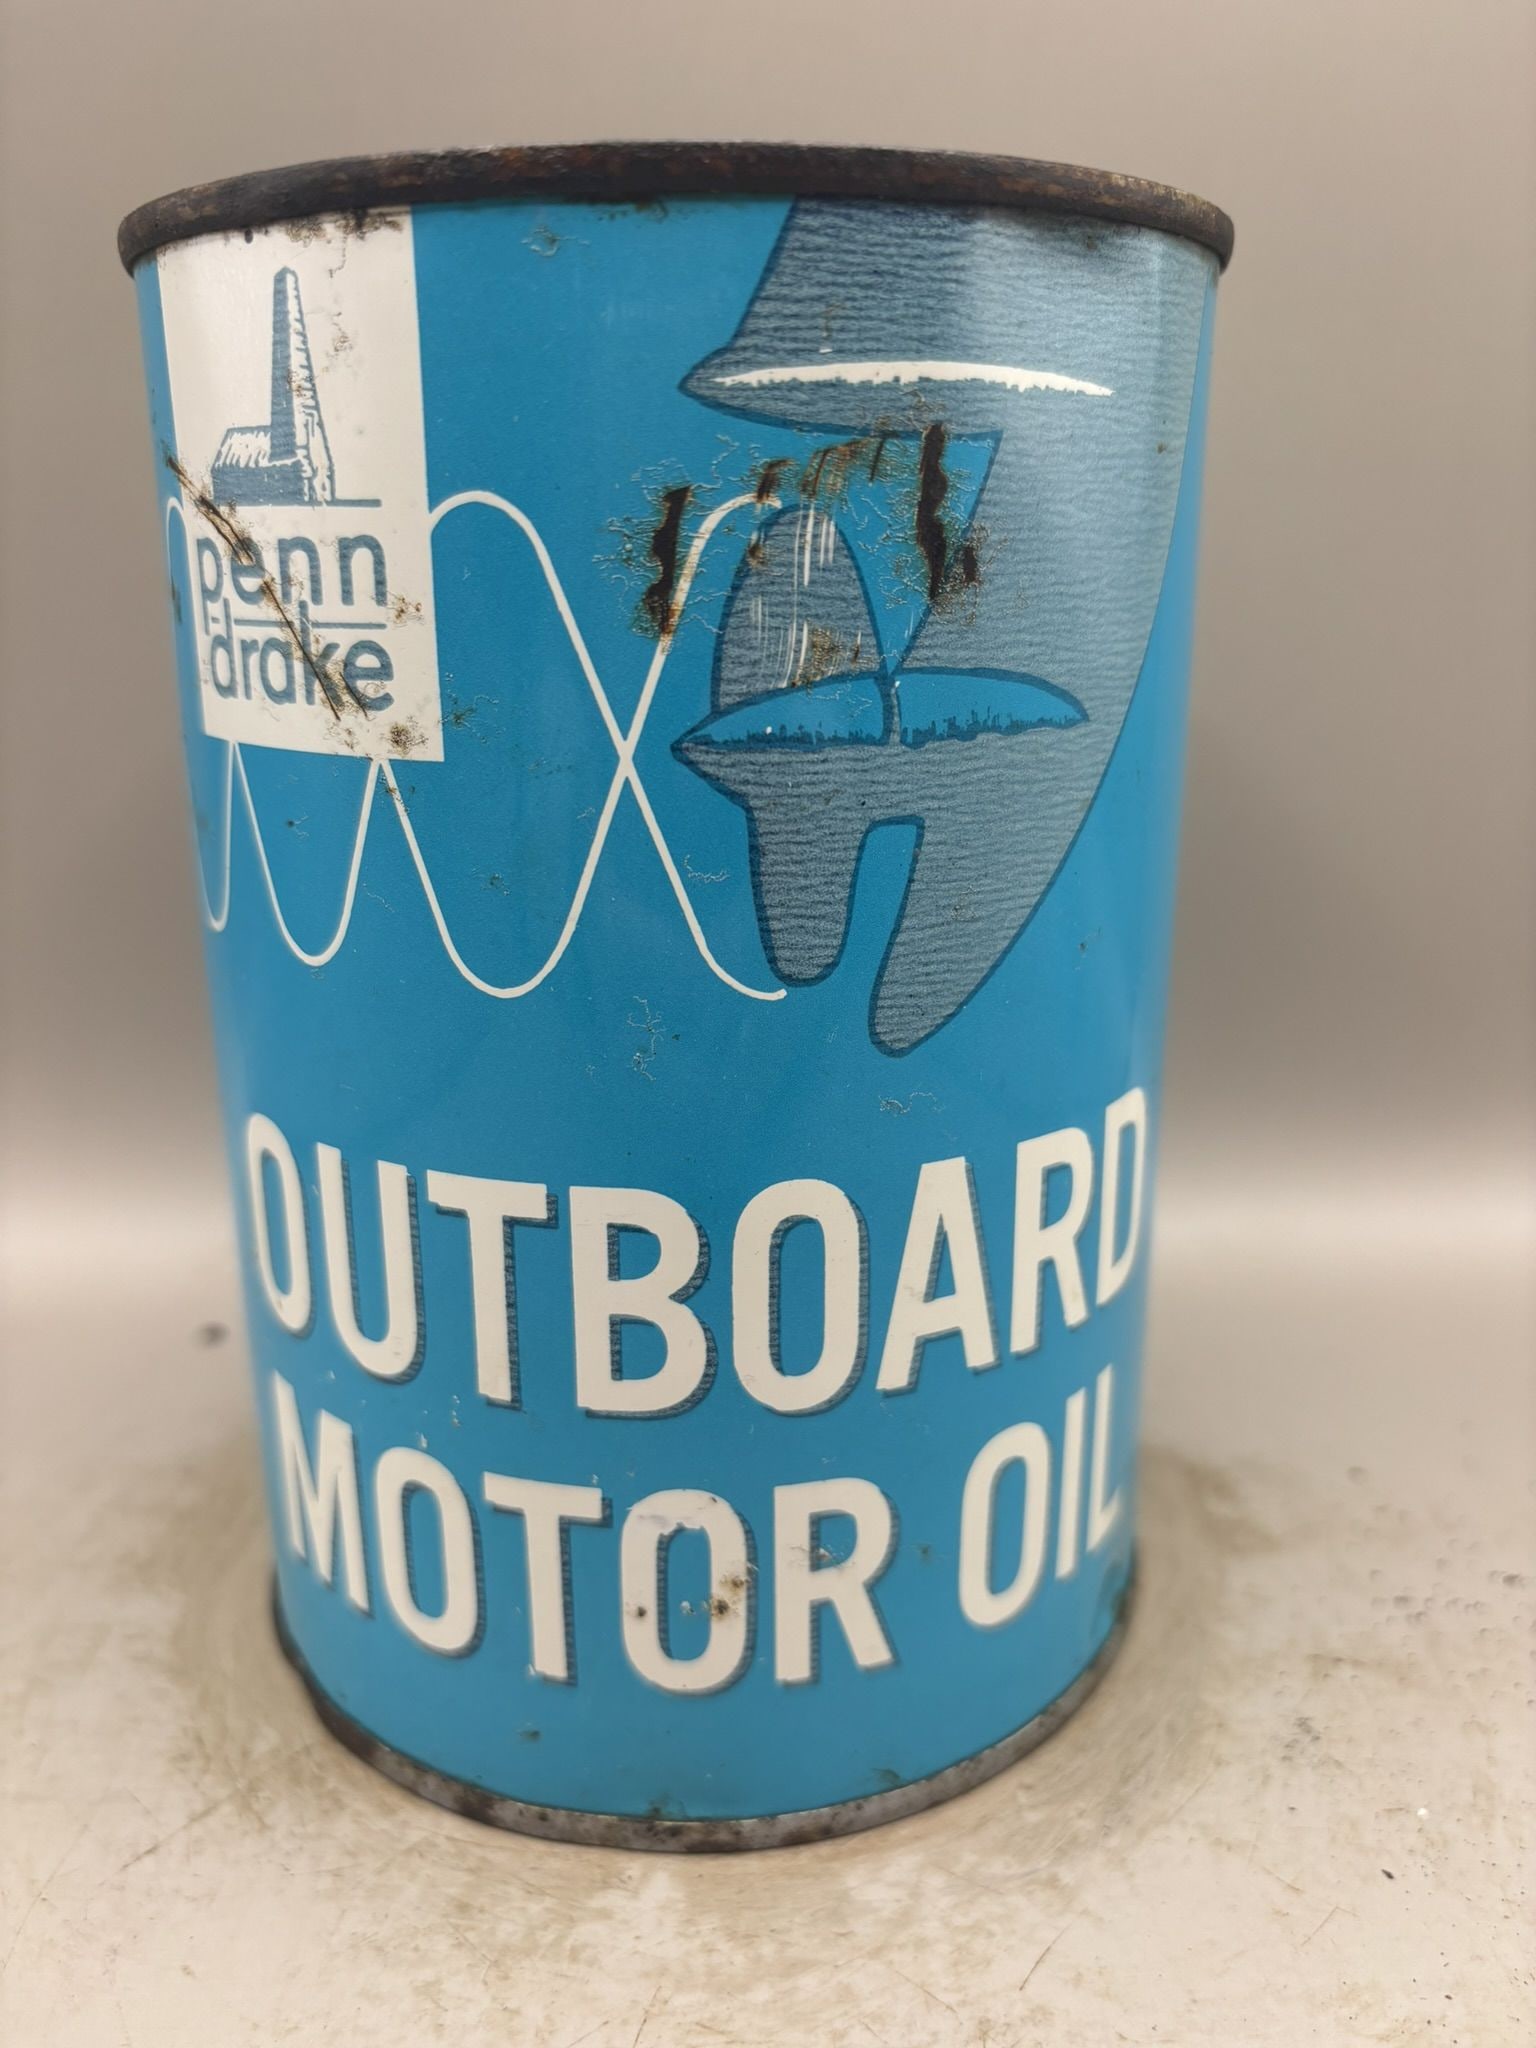 penn
drake
OUTBOARD
MOTOR OIL